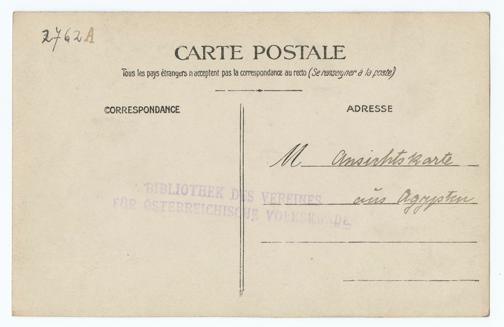 2762A
CARTE POSTALE
Tous les pays étrangers n'acceptent pas la correspondance au recto (Se renseigner à la poste)
CORRESPONDANCE
ADRESSE
M Ansichtskarte
aus Ägypten
BIBLIOTHEK DES VEREINES
FÜR ÖSTERREICHISCHE VOLKSKUNDE